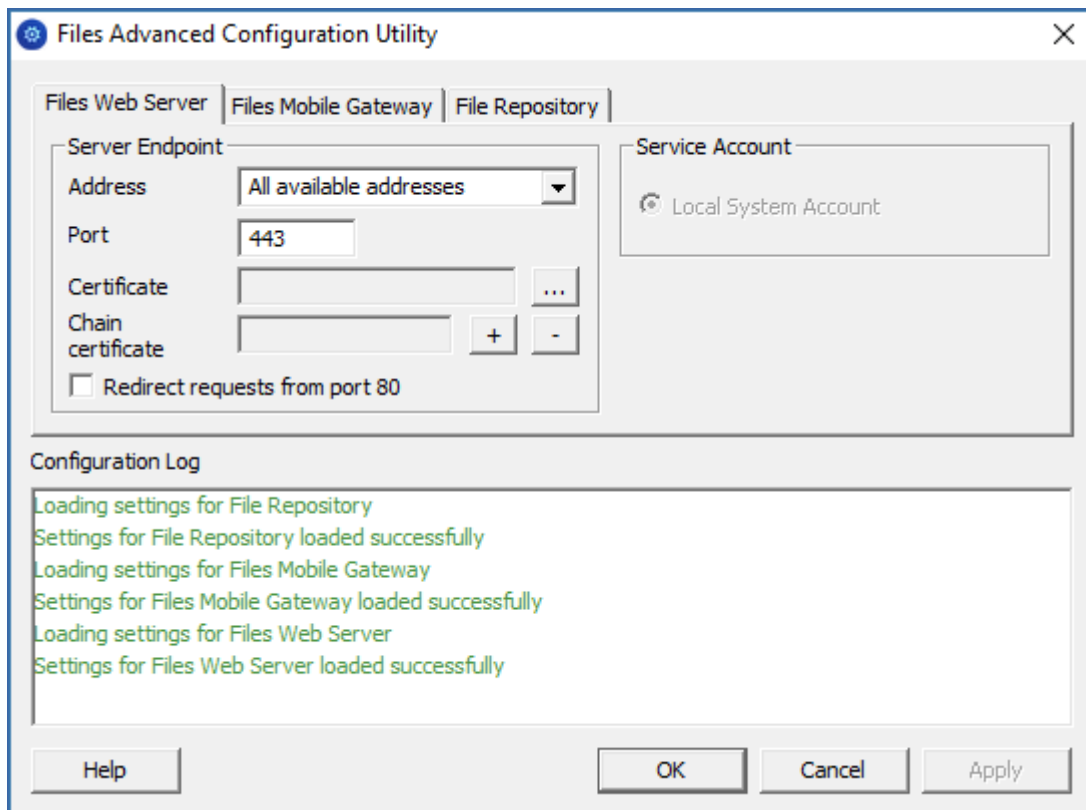 Files Advanced Configuration Utility
Files Web Server
Files Mobile Gateway
File Repository
Server Endpoint
Address
All available addresses
Port
443
Certificate
...
Chain
certificate
+
-
Redirect requests from port 80
Service Account
Local System Account
Configuration Log
Loading settings for File Repository
Settings for File Repository loaded successfully
Loading settings for Files Mobile Gateway
Settings for Files Mobile Gateway loaded successfully
Loading settings for Files Web Server
Settings for Files Web Server loaded successfully
Help
OK
Cancel
Apply